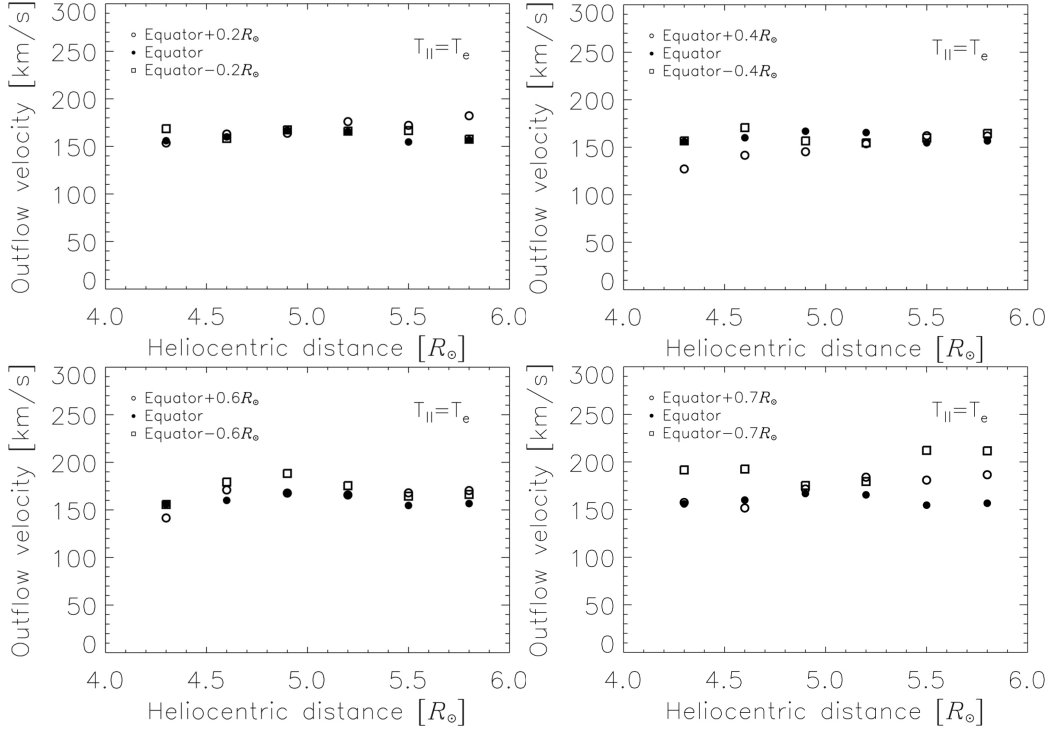 300
250
200
150
100
50
0
Outflow velocity [km/s]
Equator+0.2R⊙
Equator
Equator−0.2R⊙
T||=Te
4.0 4.5 5.0 5.5 6.0
Heliocentric distance [R⊙]
300
250
200
150
100
50
0
Outflow velocity [km/s]
Equator+0.4R⊙
Equator
Equator−0.4R⊙
T||=Te
4.0 4.5 5.0 5.5 6.0
Heliocentric distance [R⊙]
300
250
200
150
100
50
0
Outflow velocity [km/s]
Equator+0.6R⊙
Equator
Equator−0.6R⊙
T||=Te
4.0 4.5 5.0 5.5 6.0
Heliocentric distance [R⊙]
300
250
200
150
100
50
0
Outflow velocity [km/s]
Equator+0.7R⊙
Equator
Equator−0.7R⊙
T||=Te
4.0 4.5 5.0 5.5 6.0
Heliocentric distance [R⊙]